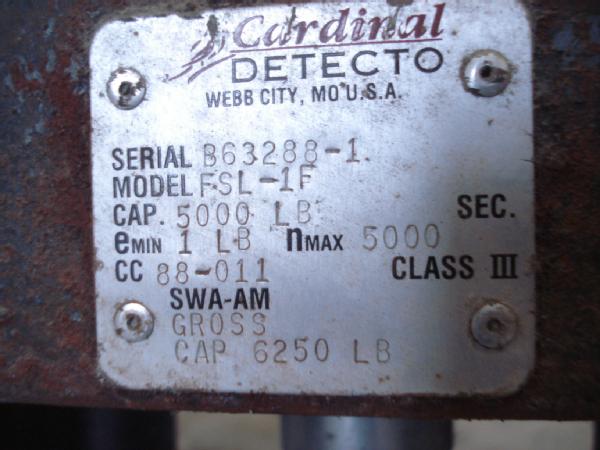 Cardinal
DETECTO
WEBB CITY, MO U.S.A.
SERIAL B63288-1.
MODEL FSL-1F
CAP. 5000 LB SEC.
eMIN 1 LB nMAX 5000
CC 88-011 CLASS III
SWA-AM
GROSS
CAP 6250 LB